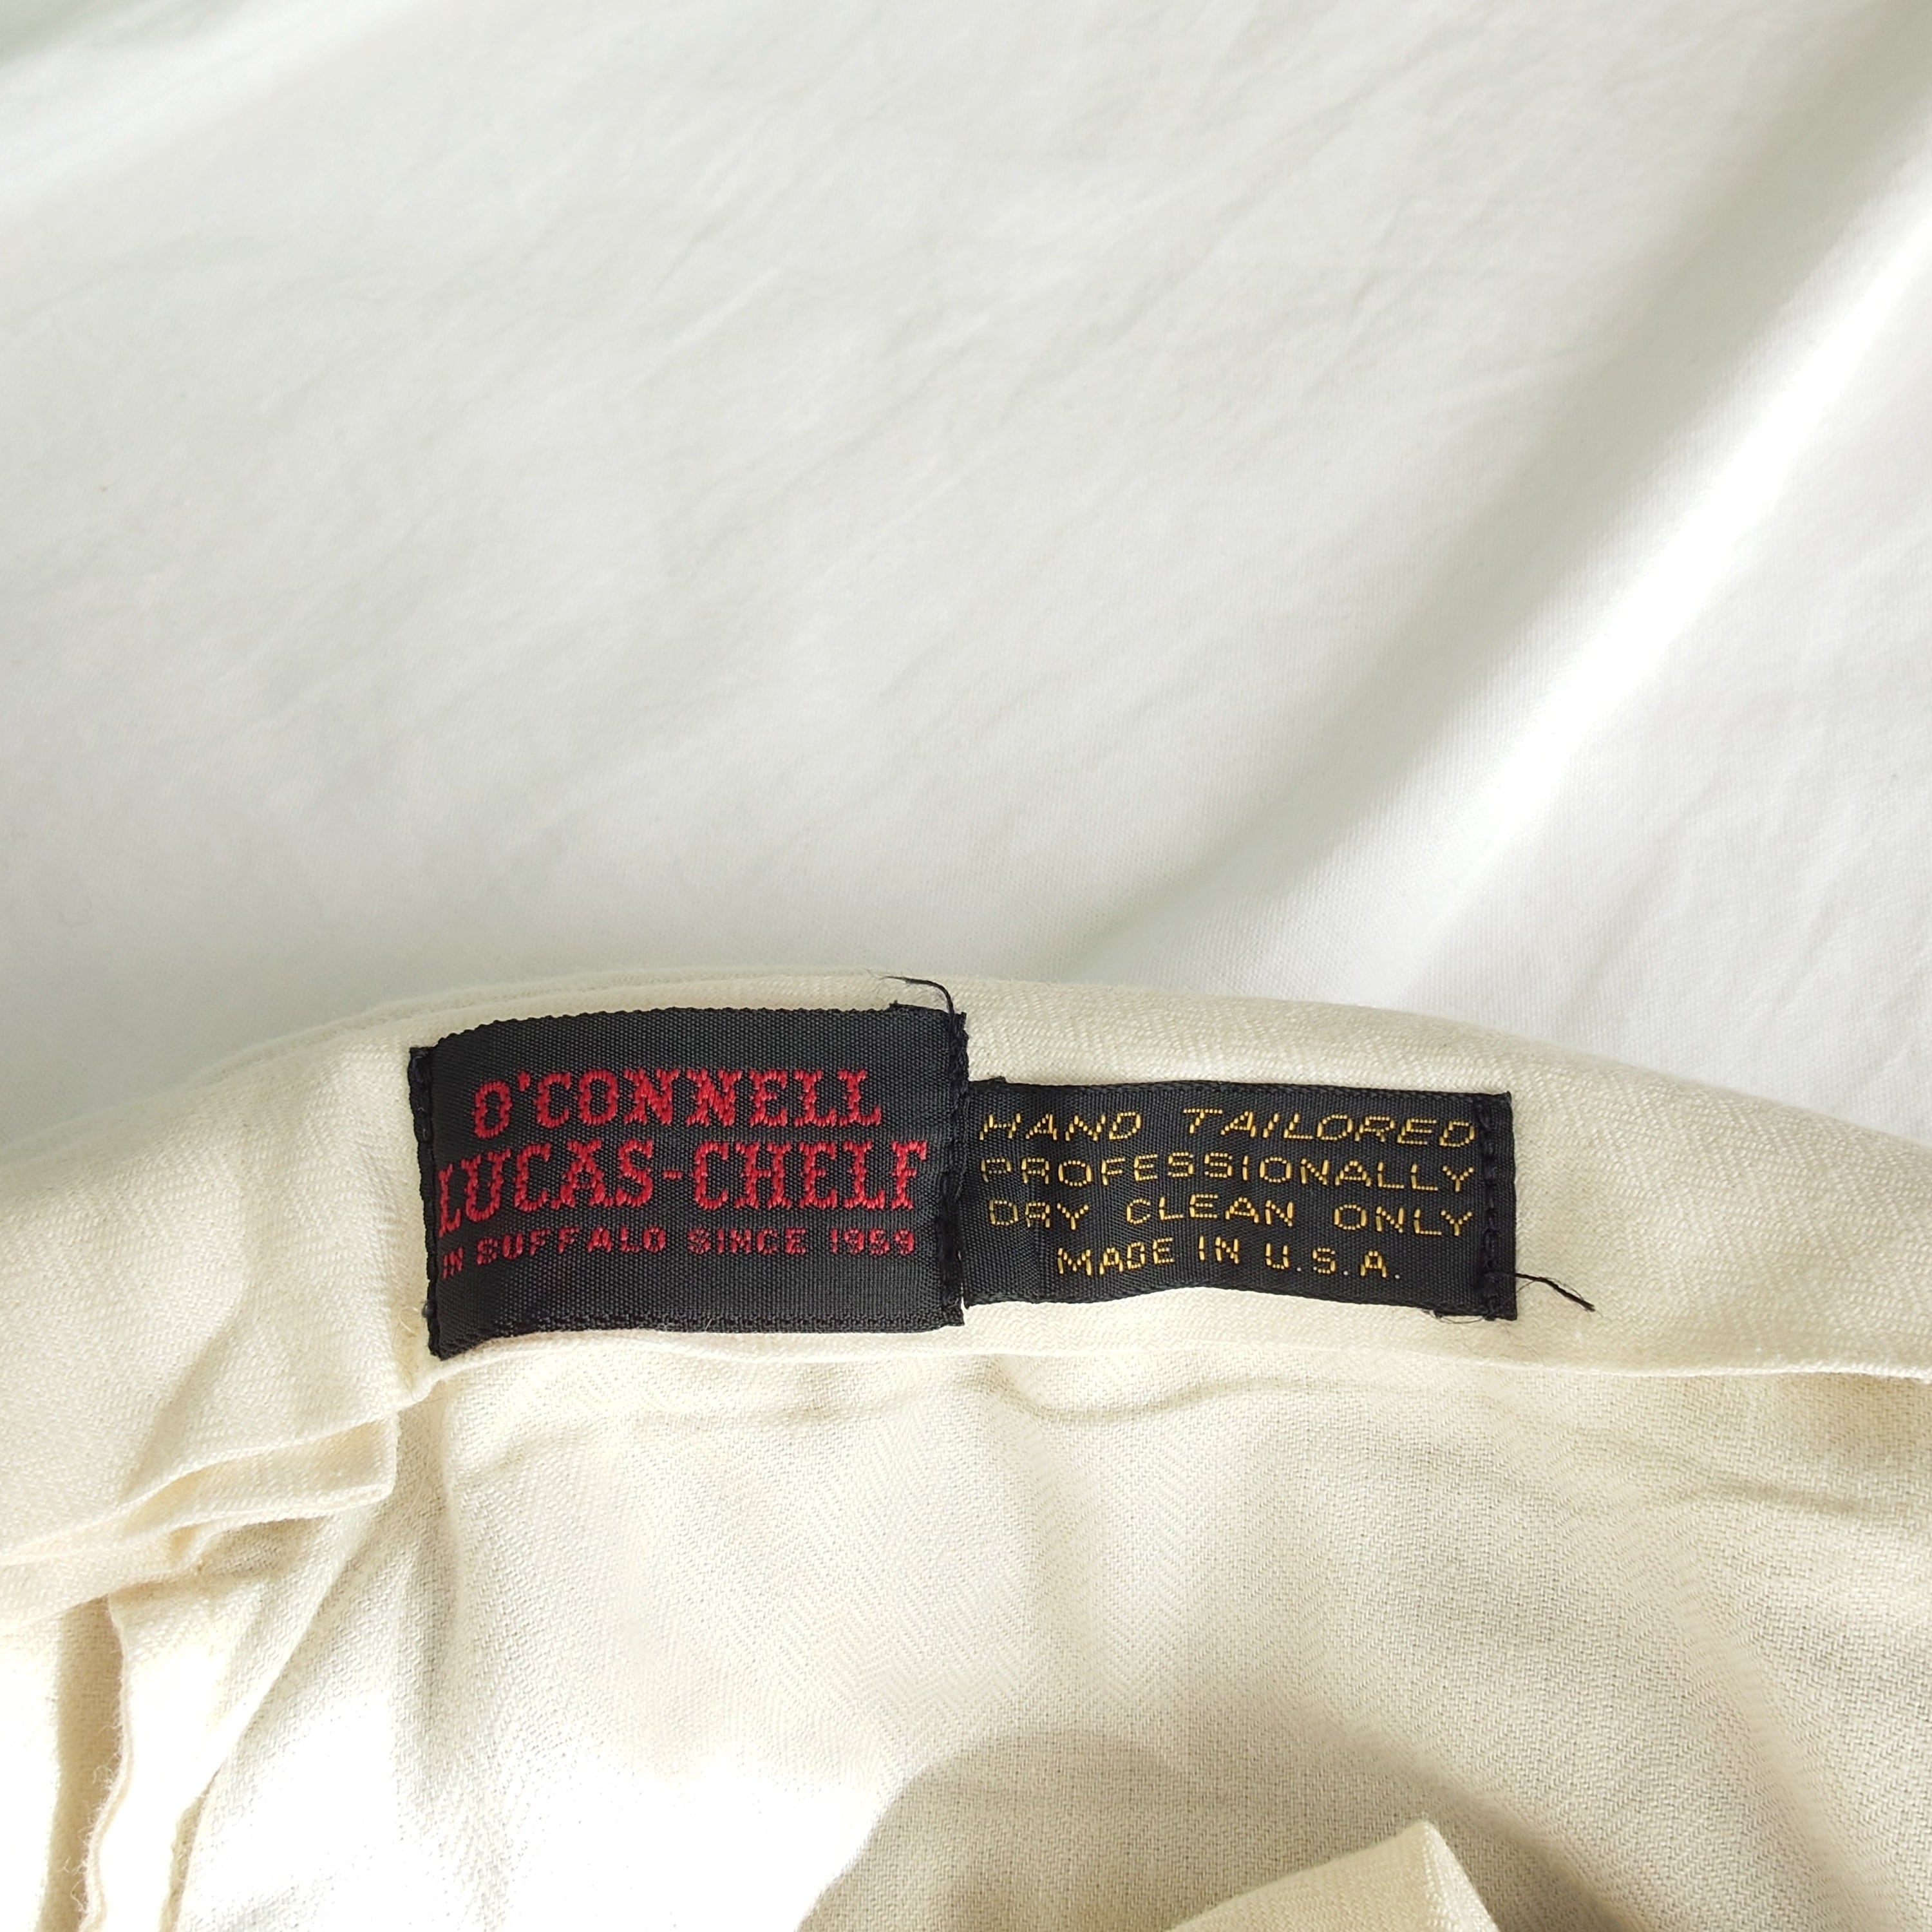 O'CONNELL
LUCAS-CHELF
IN BUFFALO SINCE 1959
HAND TAILORED
PROFESSIONALLY
DRY CLEAN ONLY
MADE IN U.S.A.